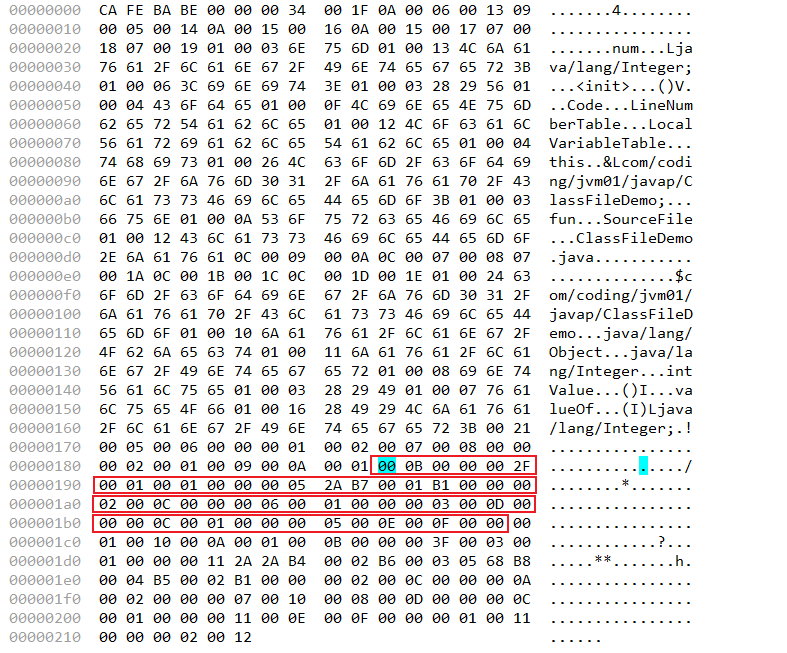 00000000 CA FE BA BE 00 00 00 34 00 1F 0A 00 06 00 13 09 .......4........
00000010 00 05 00 14 0A 00 15 00 16 0A 00 15 00 17 07 00 ................
00000020 18 07 00 19 01 00 03 6E 75 6D 01 00 13 4C 6A 61 .......num...Lja
00000030 76 61 2F 6C 61 6E 67 2F 49 6E 74 65 67 65 72 3B va/lang/Integer;
00000040 01 00 06 3C 69 6E 69 74 3E 01 00 03 28 29 56 01 ...<init>...()V.
00000050 00 04 43 6F 64 65 01 00 0F 4C 69 6E 65 4E 75 6D ..Code...LineNum
00000060 62 65 72 54 61 62 6C 65 01 00 12 4C 6F 63 61 6C berTable...Local
00000070 56 61 72 69 61 62 6C 65 54 61 62 6C 65 01 00 04 VariableTable...
00000080 74 68 69 73 01 00 26 4C 63 6F 6D 2F 63 6F 64 69 this..&Lcom/codi
00000090 6E 67 2F 6A 76 6D 30 31 2F 6A 61 76 61 70 2F 43 ng/jvm01/javap/C
000000a0 6C 61 73 73 46 69 6C 65 44 65 6D 6F 3B 01 00 03 lassFileDemo;...
000000b0 66 75 6E 01 00 0A 53 6F 75 72 63 65 46 69 6C 65 fun...SourceFile
000000c0 01 00 12 43 6C 61 73 73 46 69 6C 65 44 65 6D 6F ...ClassFileDemo
000000d0 2E 6A 61 76 61 0C 00 09 00 0A 0C 00 07 00 08 07 .java...........
000000e0 00 1A 0C 00 1B 00 1C 0C 00 1D 00 1E 01 00 24 63 ..............$c
000000f0 6F 6D 2F 63 6F 64 69 6E 67 2F 6A 76 6D 30 31 2F om/coding/jvm01/
00000100 6A 61 76 61 70 2F 43 6C 61 73 73 46 69 6C 65 44 javap/ClassFileD
00000110 65 6D 6F 01 00 10 6A 61 76 61 2F 6C 61 6E 67 2F emo...java/lang/
00000120 4F 62 6A 65 63 74 01 00 11 6A 61 76 61 2F 6C 61 Object...java/la
00000130 6E 67 2F 49 6E 74 65 67 65 72 01 00 08 69 6E 74 ng/Integer...int
00000140 56 61 6C 75 65 01 00 03 28 29 49 01 00 07 76 61 Value...()I...va
00000150 6C 75 65 4F 66 01 00 16 28 49 29 4C 6A 61 76 61 lueOf...(I)Ljava
00000160 2F 6C 61 6E 67 2F 49 6E 74 65 67 65 72 3B 00 21 /lang/Integer;.!
00000170 00 05 00 06 00 00 00 01 00 02 00 07 00 08 00 00 ................
00000180 00 02 00 01 00 09 00 0A 00 01 00 0B 00 00 00 2F .............../
00000190 00 01 00 01 00 00 00 05 2A B7 00 01 B1 00 00 00 ........*.......
000001a0 02 00 0C 00 00 00 06 00 01 00 00 00 03 00 0D 00 ................
000001b0 00 00 0C 00 01 00 00 00 05 00 0E 00 0F 00 00 00 ................
000001c0 01 00 10 00 0A 00 01 00 0B 00 00 00 3F 00 03 00 ............?...
000001d0 01 00 00 00 11 2A 2A B4 00 02 B6 00 03 05 68 B8 .....**.......h.
000001e0 00 04 B5 00 02 B1 00 00 00 02 00 0C 00 00 00 0A ................
000001f0 00 02 00 00 00 07 00 10 00 08 00 0D 00 00 00 0C ................
00000200 00 01 00 00 00 11 00 0E 00 0F 00 00 00 01 00 11 ................
00000210 00 00 00 02 00 12 ......